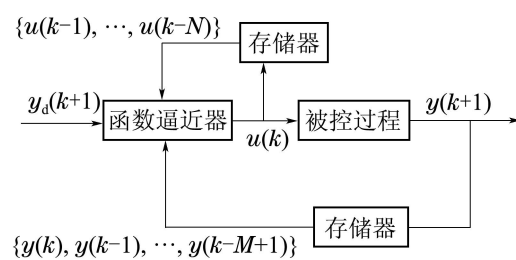 {u(k−1), ⋯, u(k−N)}
存储器
y_d(k+1)
函数逼近器
u(k)
被控过程
y(k+1)
存储器
{y(k), y(k−1), ⋯, y(k−M+1)}